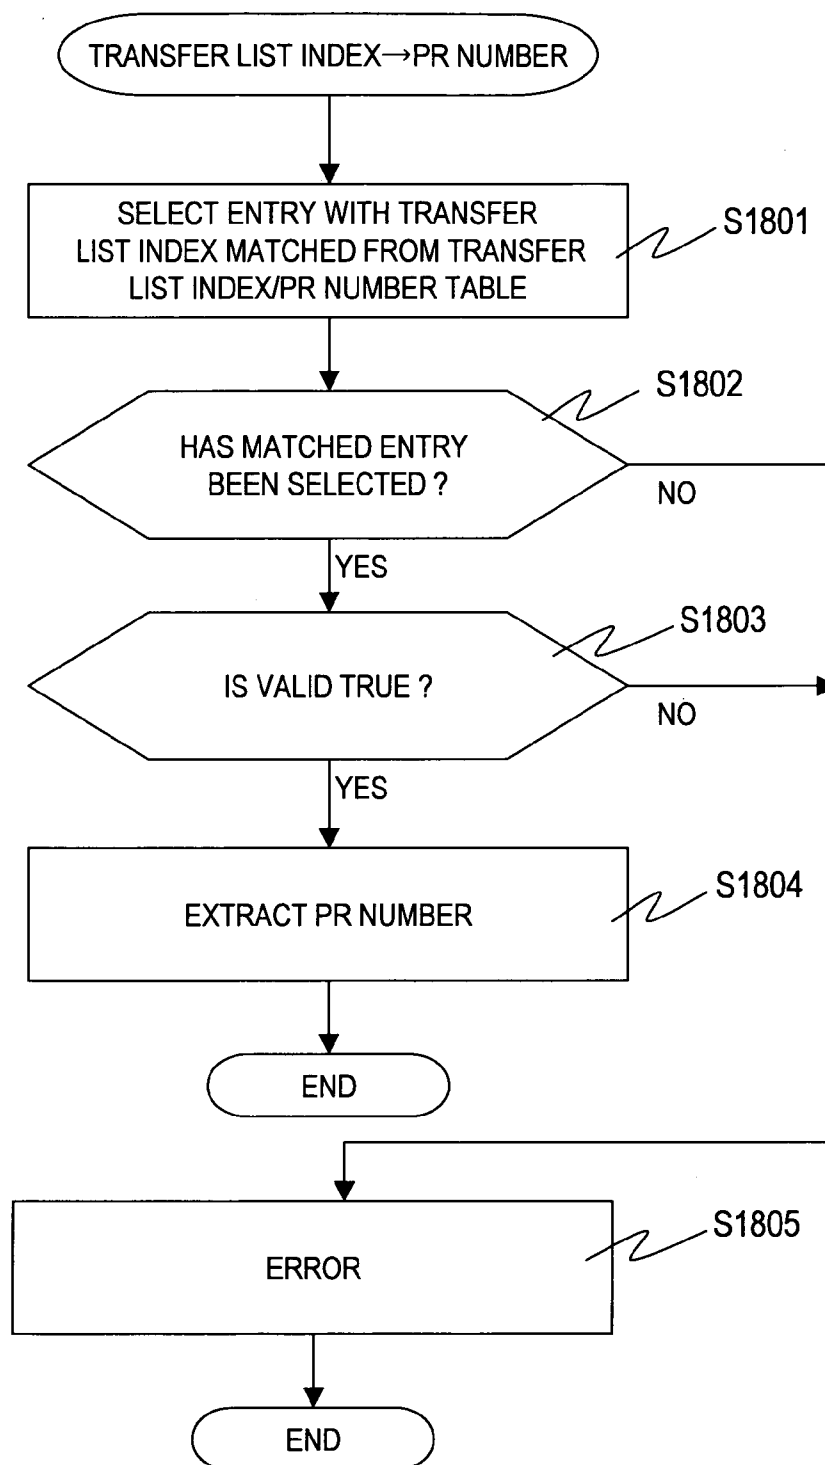 TRANSFER LIST INDEX→PR NUMBER
SELECT ENTRY WITH TRANSFER
LIST INDEX MATCHED FROM TRANSFER
LIST INDEX/PR NUMBER TABLE
S1801
S1802
HAS MATCHED ENTRY
BEEN SELECTED ?
NO
YES
S1803
IS VALID TRUE ?
NO
YES
S1804
EXTRACT PR NUMBER
END
S1805
ERROR
END